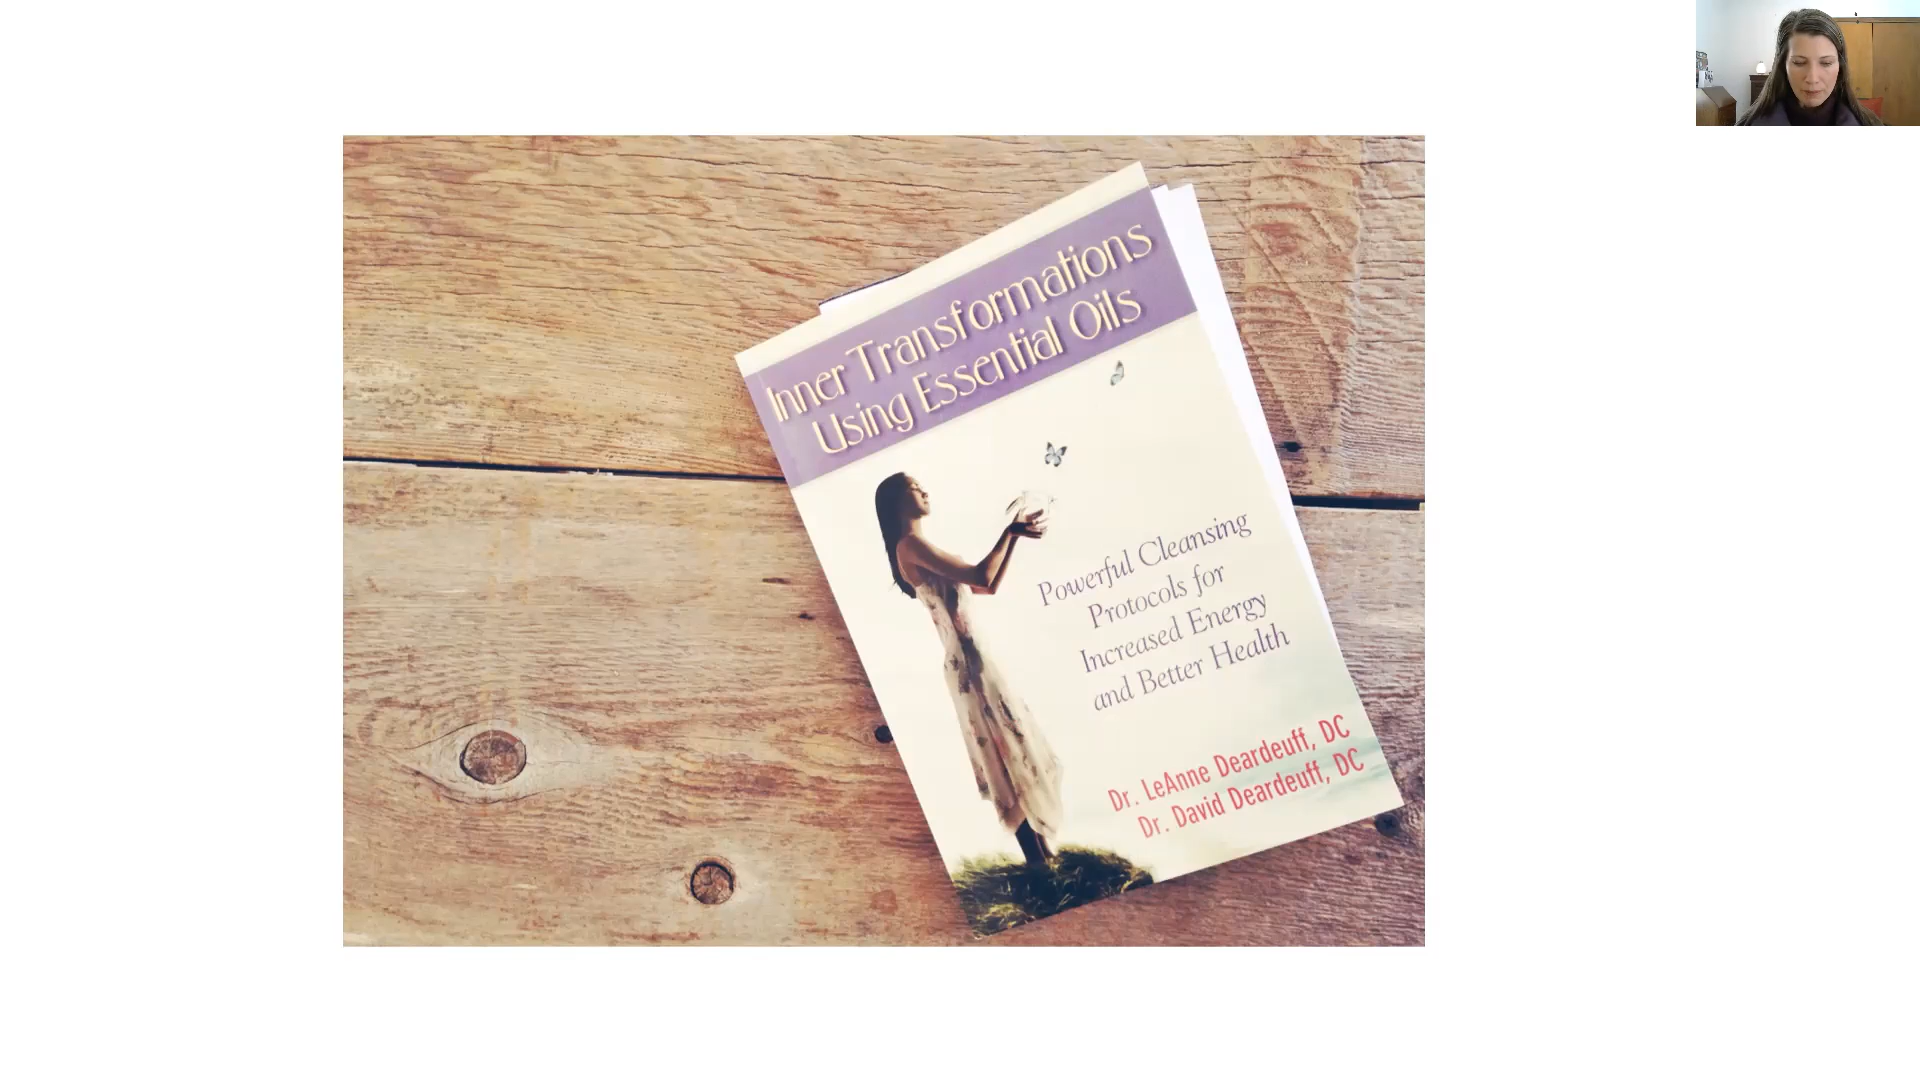 Inner Transformations
Using Essential Oils
Powerful Cleansing
Protocols for
Increased Energy
and Better Health
Dr. LeAnne Deardeuff, DC
Dr. David Deardeuff, DC